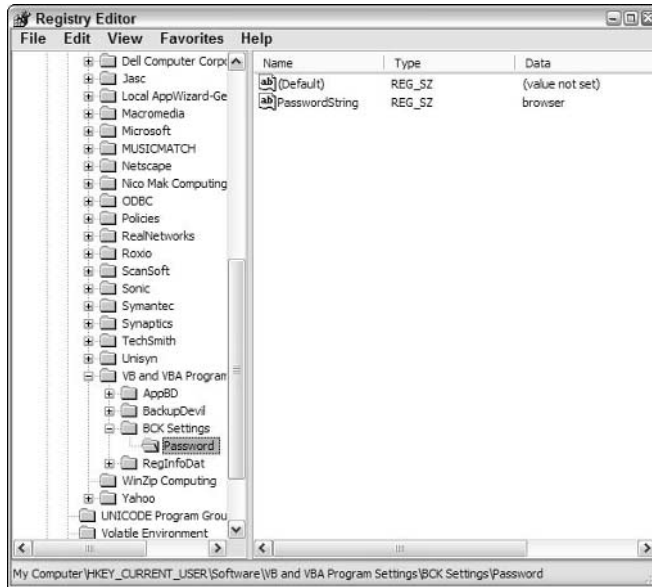 Registry Editor
File Edit View Favorites Help
Dell Computer Corpc
Jasc
Local AppWizard-Ge
Macromedia
Microsoft
MUSICMATCH
Netscape
Nico Mak Computing
ODBC
Policies
RealNetworks
Roxio
ScanSoft
Sonic
Symantec
Synaptics
TechSmith
Unisyn
VB and VBA Program
AppBD
BackupDevil
BCK Settings
Password
RegInfoDat
WinZip Computing
Yahoo
UNICODE Program Grou
Volatile Environment
Name Type Data
ab (Default) REG_SZ (value not set)
ab PasswordString REG_SZ browser
My Computer\HKEY_CURRENT_USER\Software\VB and VBA Program Settings\BCK Settings\Password